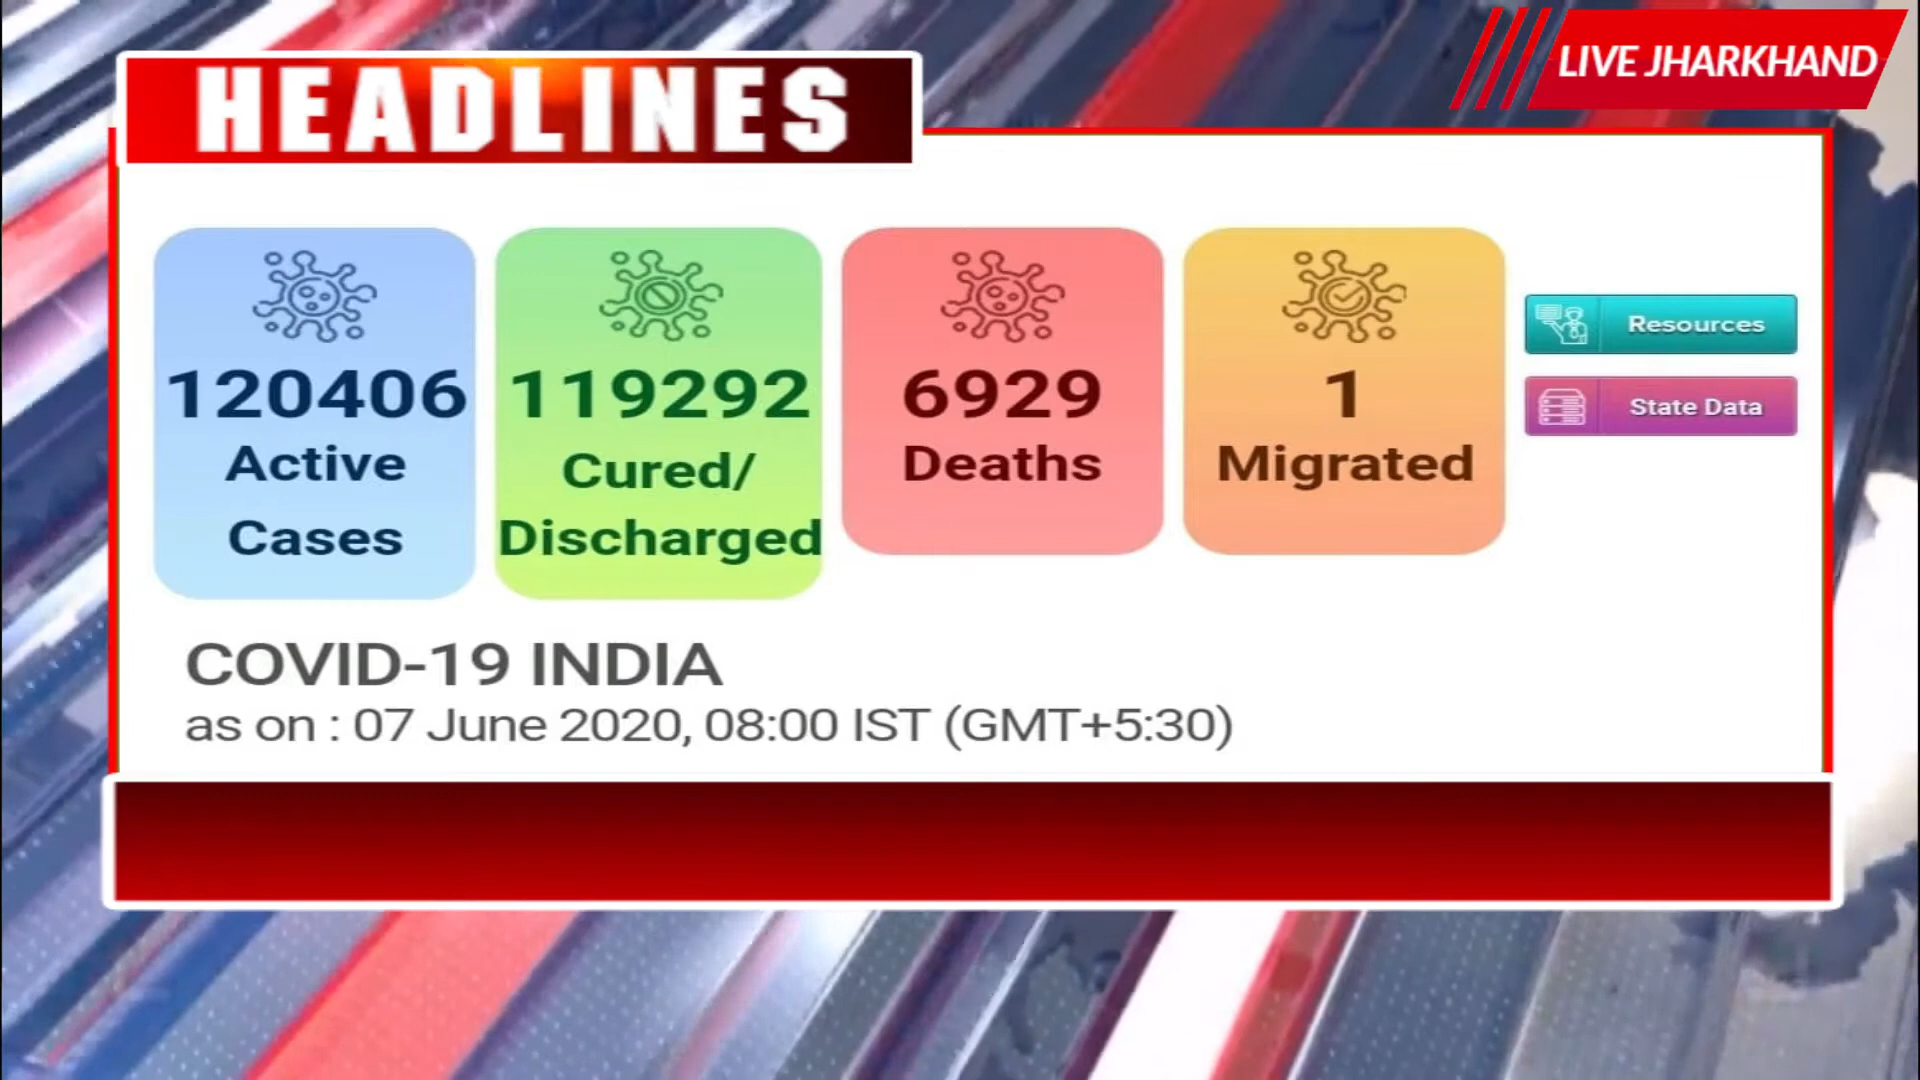 LIVE JHARKHAND
HEADLINES
120406
Active
Cases
119292
Cured/
Discharged
6929
Deaths
1
Migrated
Resources
State Data
COVID-19 INDIA
as on : 07 June 2020, 08:00 IST (GMT+5:30)